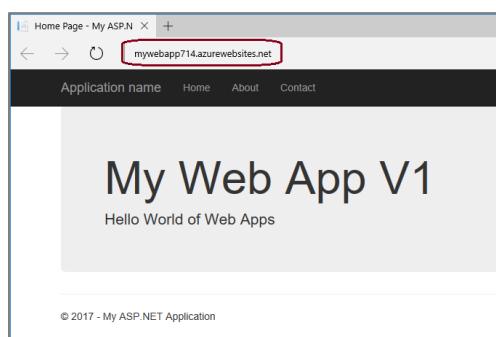 Home Page - My ASP.N
mywebapp714.azurewebsites.net
Application name Home About Contact
My Web App V1
Hello World of Web Apps
© 2017 - My ASP.NET Application